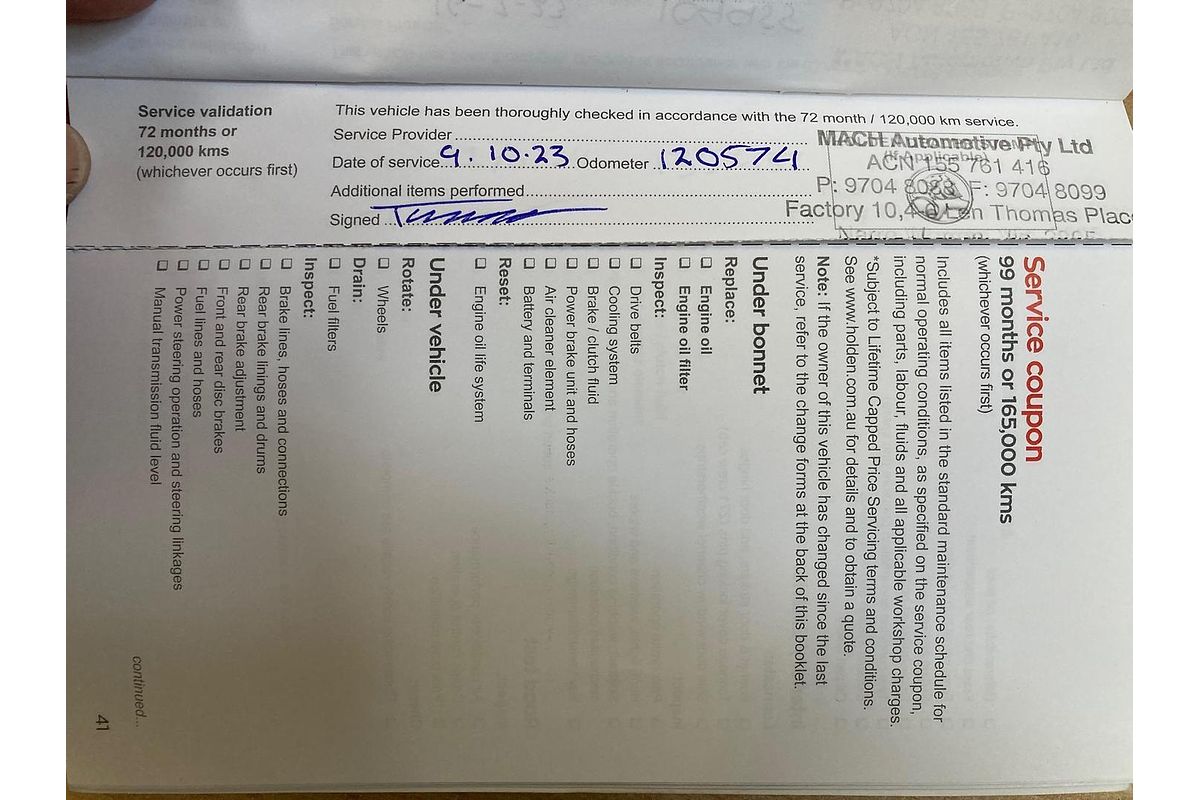 Service validation
72 months or
120,000 kms
(whichever occurs first)
This vehicle has been thoroughly checked in accordance with the 72 month / 120,000 km service.
Service Provider
Date of service 9.10.23 Odometer 120574
Additional items performed
Signed
MACH Automotive Pty Ltd
(If applicable)
ACN 155 761 416
P: 9704 8088 F: 9704 8099
Factory 10, Len Thomas Place
Service coupon
99 months or 165,000 kms
(whichever occurs first)
Includes all items listed in the standard maintenance schedule for
normal operating conditions, as specified on the service coupon,
including parts, labour, fluids and all applicable workshop charges.
*Subject to Lifetime Capped Price Servicing terms and conditions.
See www.holden.com.au for details and to obtain a quote.
Note: If the owner of this vehicle has changed since the last
service, refer to the change forms at the back of this booklet.
Under bonnet
Replace:
❑ Engine oil
❑ Engine oil filter
Inspect:
❑ Drive belts
❑ Cooling system
❑ Brake / clutch fluid
❑ Power brake unit and hoses
❑ Air cleaner element
❑ Battery and terminals
Reset:
❑ Engine oil life system
Under vehicle
Rotate:
❑ Wheels
Drain:
❑ Fuel filters
Inspect:
❑ Brake lines, hoses and connections
❑ Rear brake linings and drums
❑ Rear brake adjustment
❑ Front and rear disc brakes
❑ Fuel lines and hoses
❑ Power steering operation and steering linkages
❑ Manual transmission fluid level
continued...
41